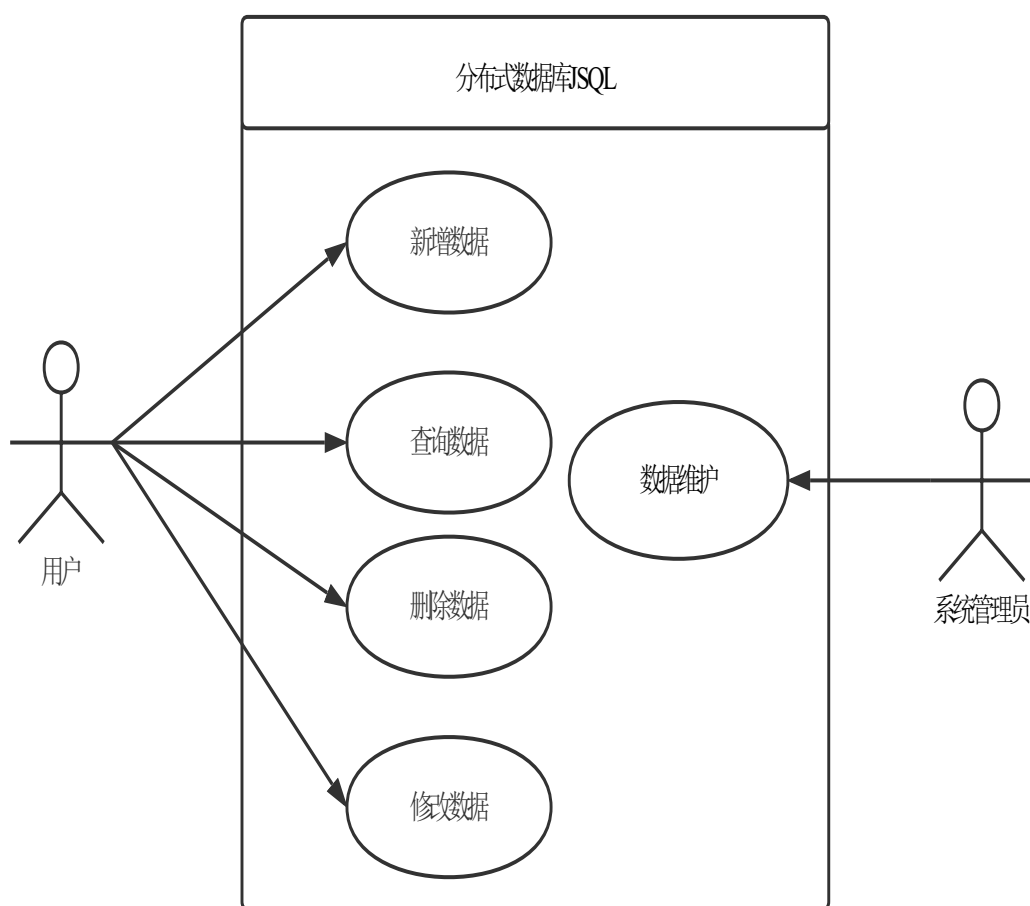 分布式数据库JSQL
新增数据
查询数据
数据维护
用户
删除数据
系统管理员
修改数据